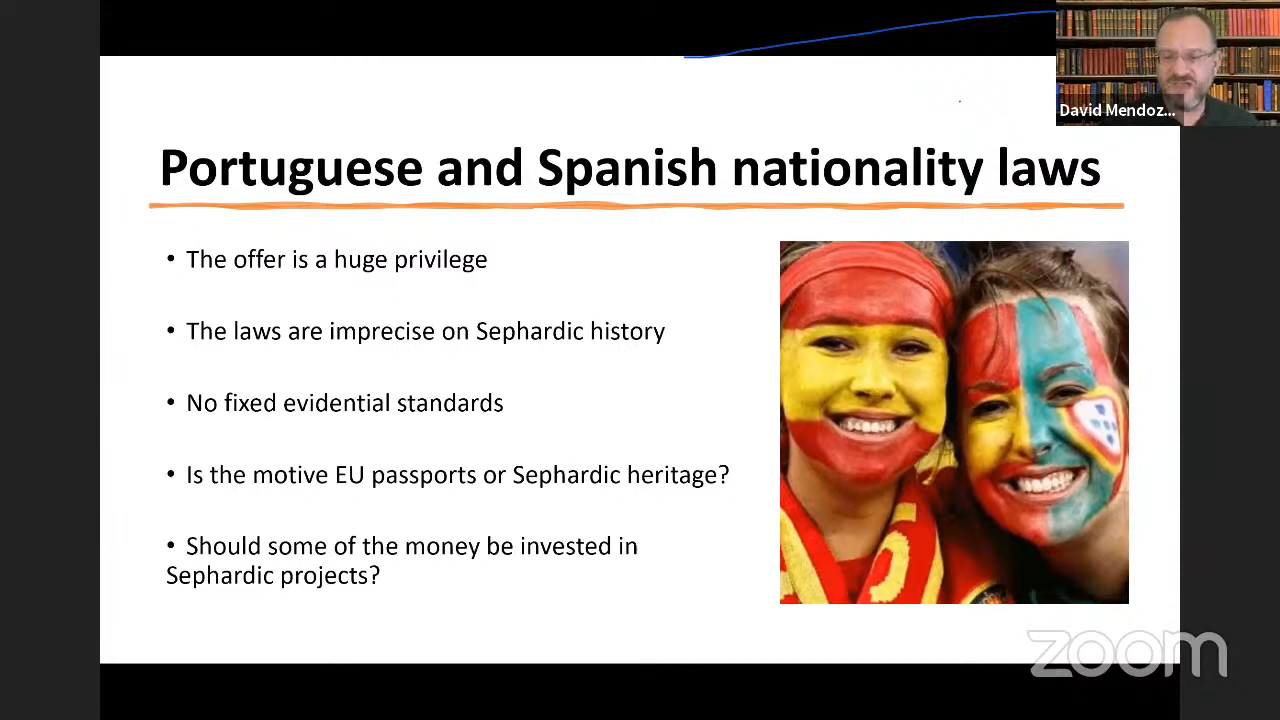 David Mendoz...
Portuguese and Spanish nationality laws
• The offer is a huge privilege
• The laws are imprecise on Sephardic history
• No fixed evidential standards
• Is the motive EU passports or Sephardic heritage?
• Should some of the money be invested in
Sephardic projects?
zoom